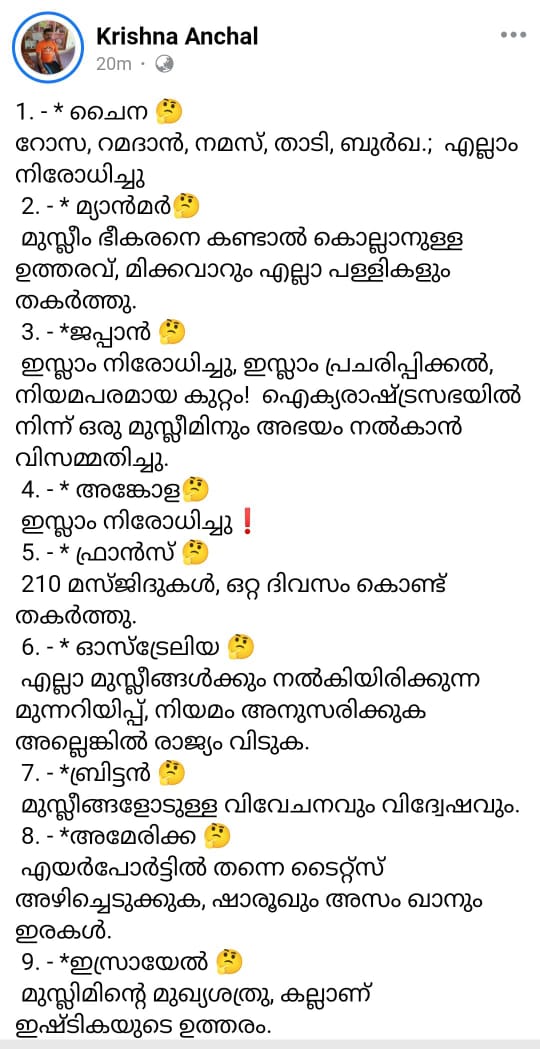 Krishna Anchal
20m ·
1. - * ചൈന 🤔
റോസ, റമദാൻ, നമസ്, താടി, ബുർഖ.; എല്ലാം
നിരോധിച്ചു
2. - * മ്യാൻമർ🤔
മുസ്ലീം ഭീകരനെ കണ്ടാൽ കൊല്ലാനുള്ള
ഉത്തരവ്, മിക്കവാറും എല്ലാ പള്ളികളും
തകർത്തു.
3. - *ജപ്പാൻ 🤔
ഇസ്ലാം നിരോധിച്ചു, ഇസ്ലാം പ്രചരിപ്പിക്കൽ,
നിയമപരമായ കുറ്റം! ഐക്യരാഷ്ട്രസഭയിൽ
നിന്ന് ഒരു മുസ്ലീമിനും അഭയം നൽകാൻ
വിസമ്മതിച്ചു.
4. - * അങ്കോള🤔
ഇസ്ലാം നിരോധിച്ചു ❗
5. - * ഫ്രാൻസ് 🤔
210 മസ്ജിദുകൾ, ഒറ്റ ദിവസം കൊണ്ട്
തകർത്തു.
6. - * ഓസ്ട്രേലിയ 🤔
എല്ലാ മുസ്ലീങ്ങൾക്കും നൽകിയിരിക്കുന്ന
മുന്നറിയിപ്പ്, നിയമം അനുസരിക്കുക
അല്ലെങ്കിൽ രാജ്യം വിടുക.
7. - *ബ്രിട്ടൻ 🤔
മുസ്ലീങ്ങളോടുള്ള വിവേചനവും വിദ്വേഷവും.
8. - *അമേരിക്ക 🤔
എയർപോർട്ടിൽ തന്നെ ടൈറ്റ്സ്
അഴിച്ചെടുക്കുക, ഷാരൂഖും അസം ഖാനും
ഇരകൾ.
9. - *ഇസ്രായേൽ 🤔
മുസ്ലിമിന്റെ മുഖ്യശത്രു, കല്ലാണ്
ഇഷ്ടികയുടെ ഉത്തരം.